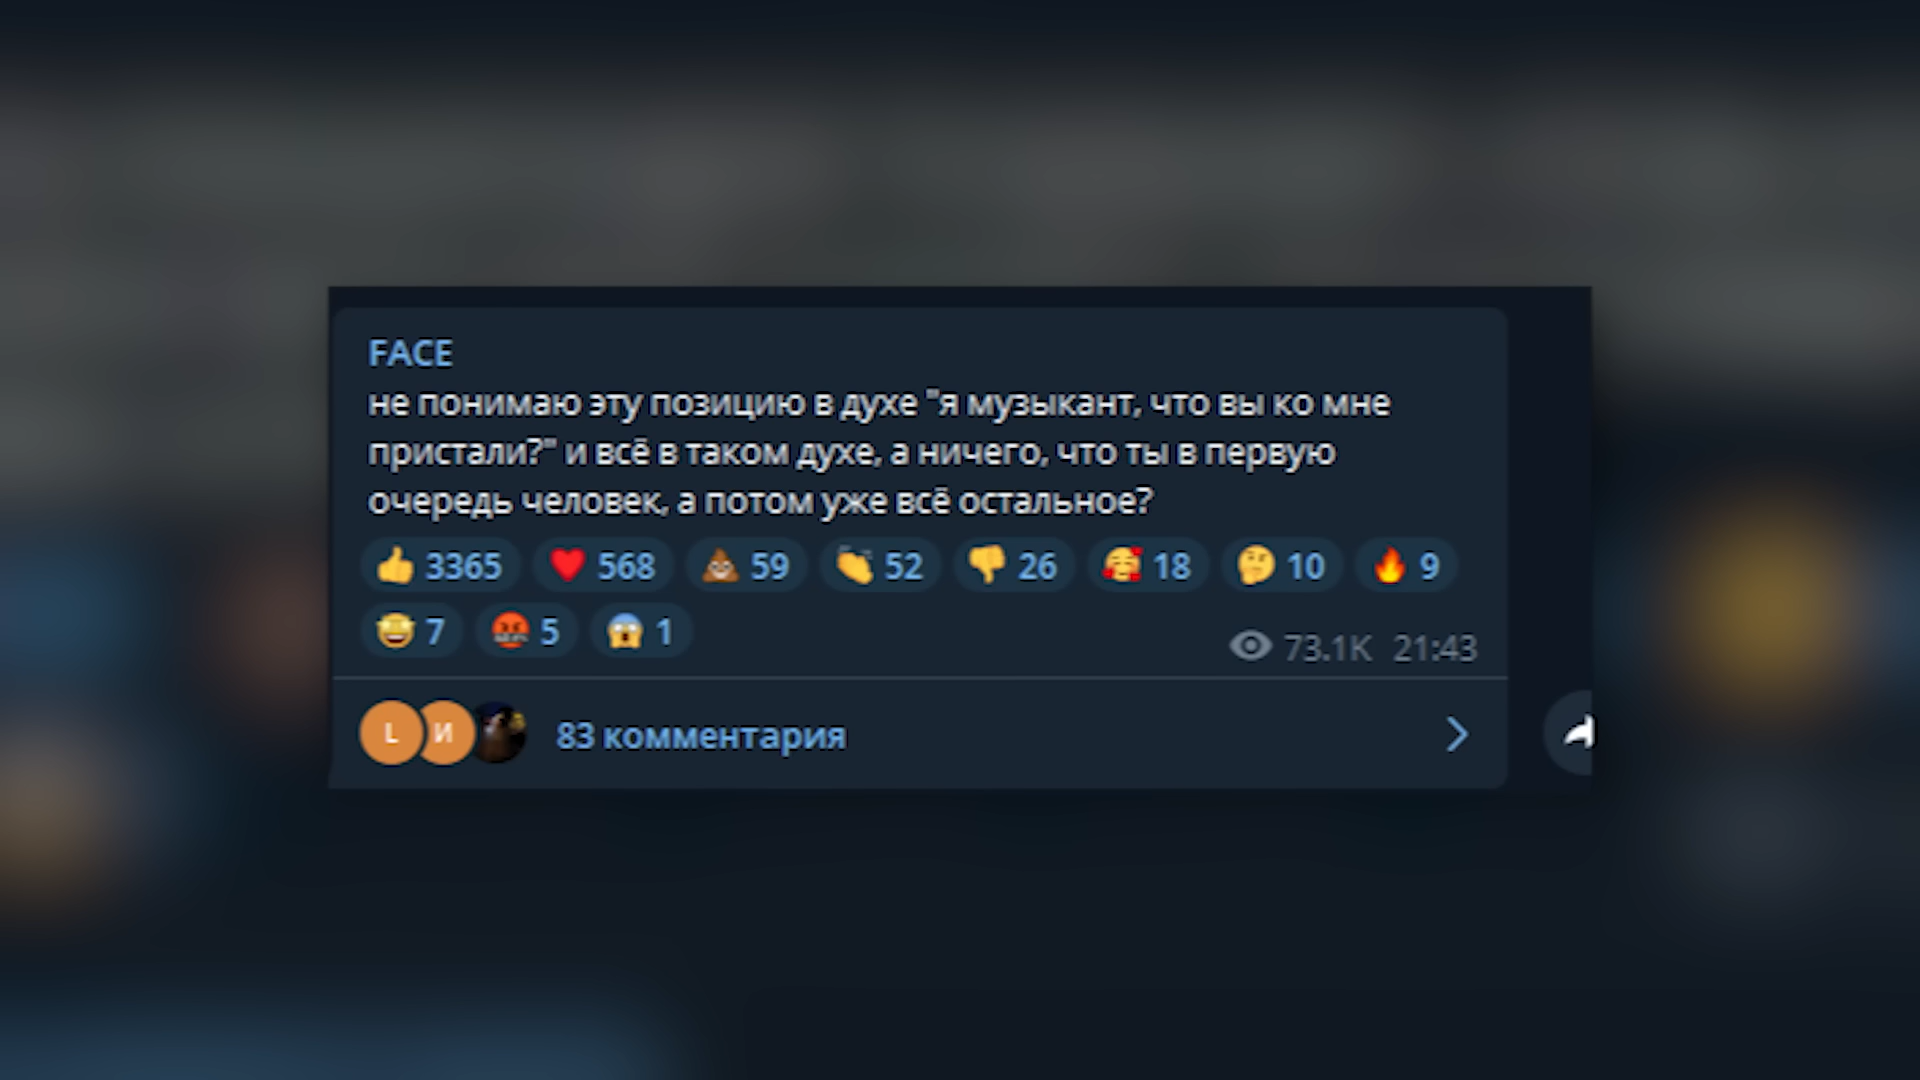 FACE
не понимаю эту позицию в духе "я музыкант, что вы ко мне
пристали?" и всё в таком духе, а ничего, что ты в первую
очередь человек, а потом уже всё остальное?
3365 568 59 52 26 18 10 9
7 5 1 73.1K 21:43
L И 83 комментария